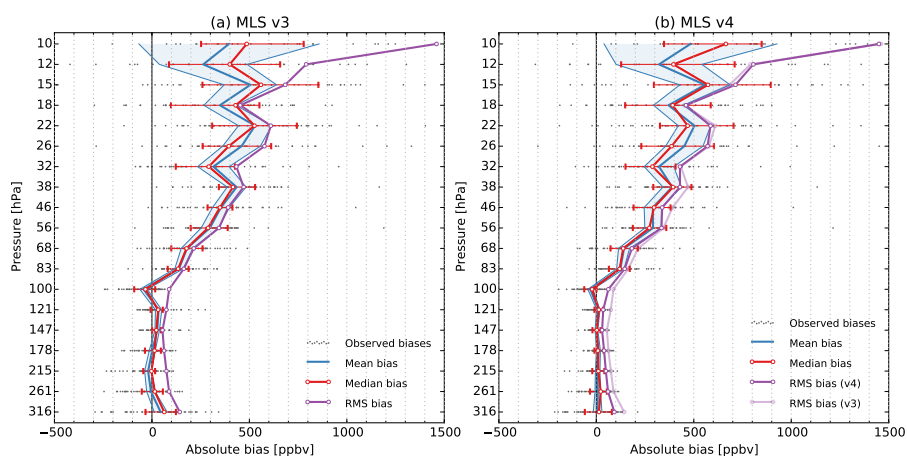 (a) MLS v3
Pressure [hPa]
10
12
15
18
22
26
32
38
46
56
68
83
100
121
147
178
215
261
316
Observed biases
Mean bias
Median bias
RMS bias
−500 0 500 1000 1500
Absolute bias [ppbv]
(b) MLS v4
Pressure [hPa]
10
12
15
18
22
26
32
38
46
56
68
83
100
121
147
178
215
261
316
Observed biases
Mean bias
Median bias
RMS bias (v4)
RMS bias (v3)
−500 0 500 1000 1500
Absolute bias [ppbv]